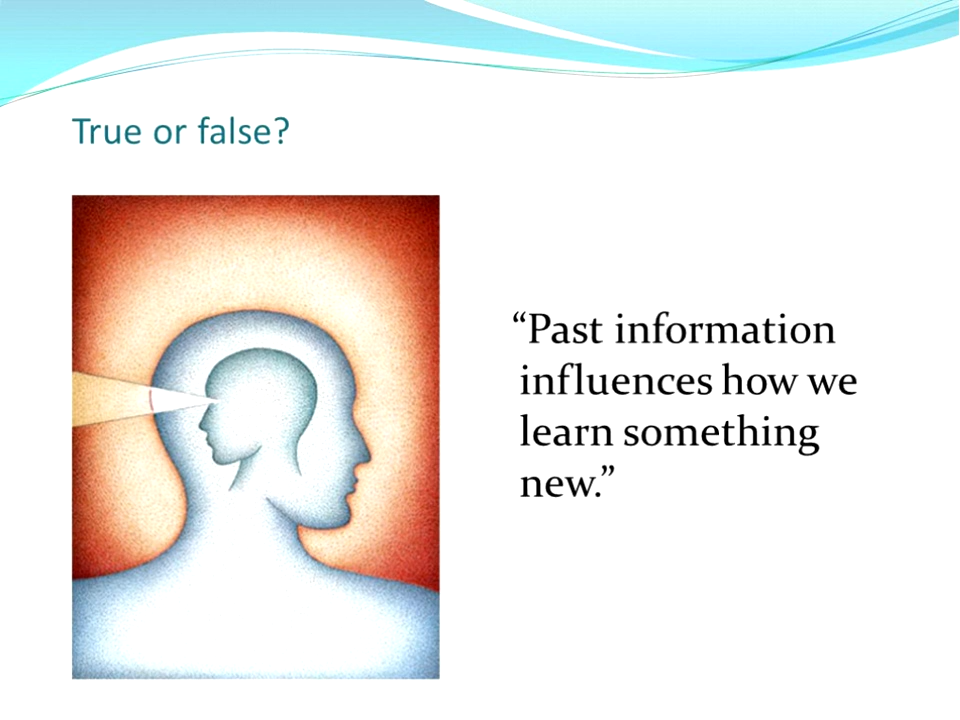 True or false?
“Past information
influences how we
learn something
new.”